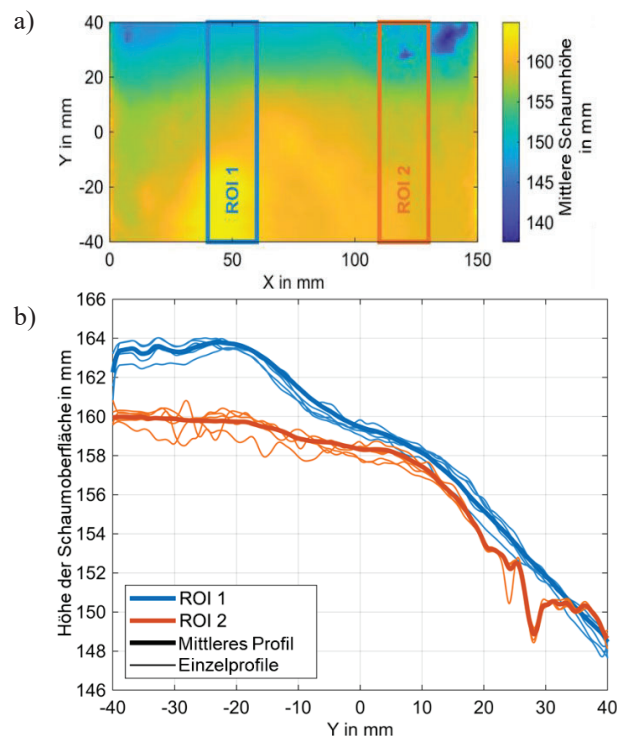 a)
40
20
0
-20
-40
Y in mm
ROI 1
ROI 2
0
50
100
150
X in mm
160
155
150
145
140
Mittlere Schaumhöhe
in mm
b)
166
164
162
160
158
156
154
152
150
148
146
Höhe der Schaumoberfläche in mm
ROI 1
ROI 2
Mittleres Profil
Einzelprofile
-40
-30
-20
-10
0
10
20
30
40
Y in mm